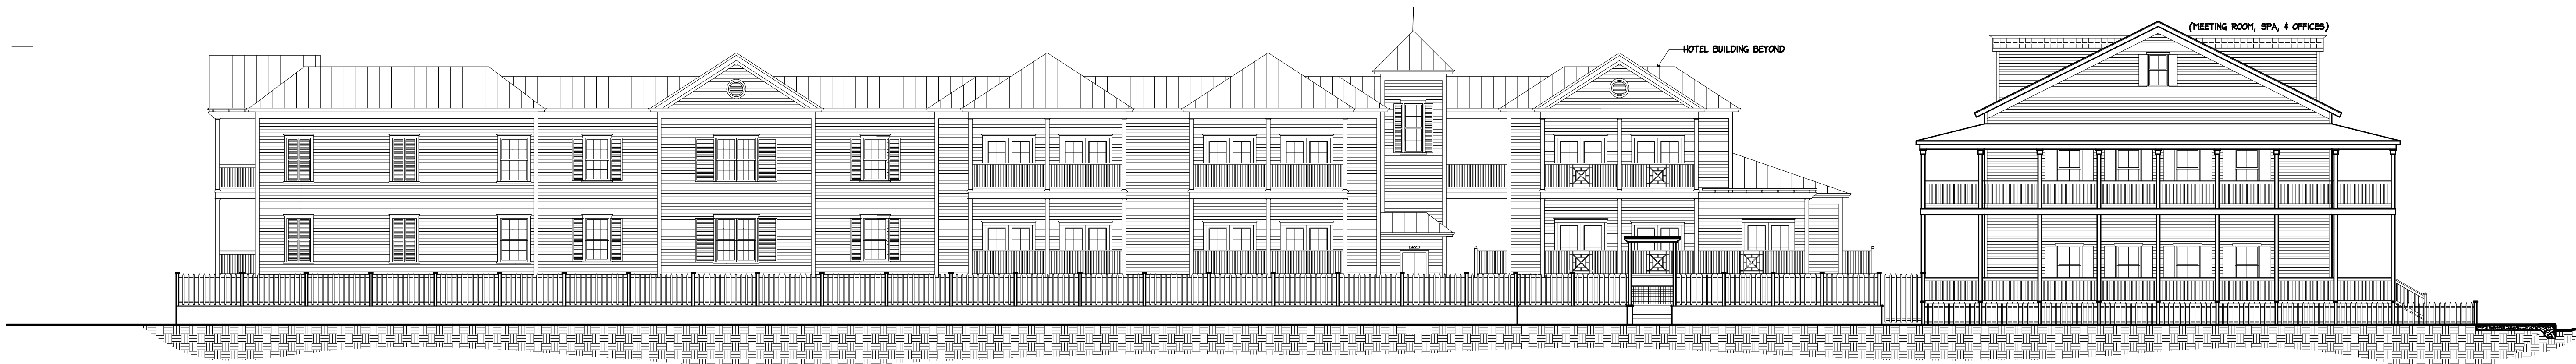 (MEETING ROOM, SPA, & OFFICES)
HOTEL BUILDING BEYOND